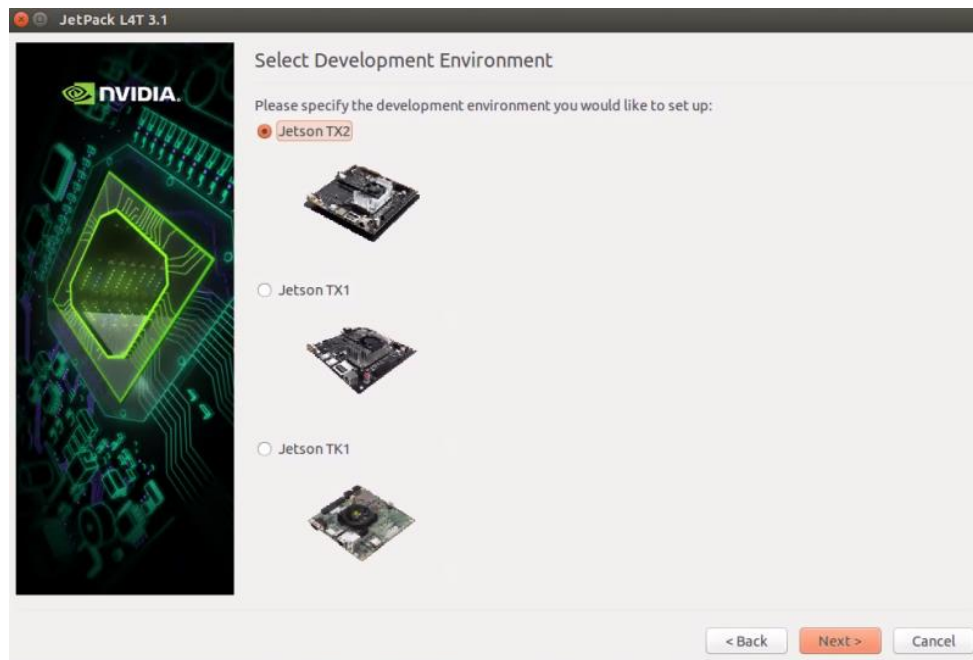 JetPack L4T 3.1
NVIDIA.
Select Development Environment
Please specify the development environment you would like to set up:
Jetson TX2
Jetson TX1
Jetson TK1
< Back
Next >
Cancel